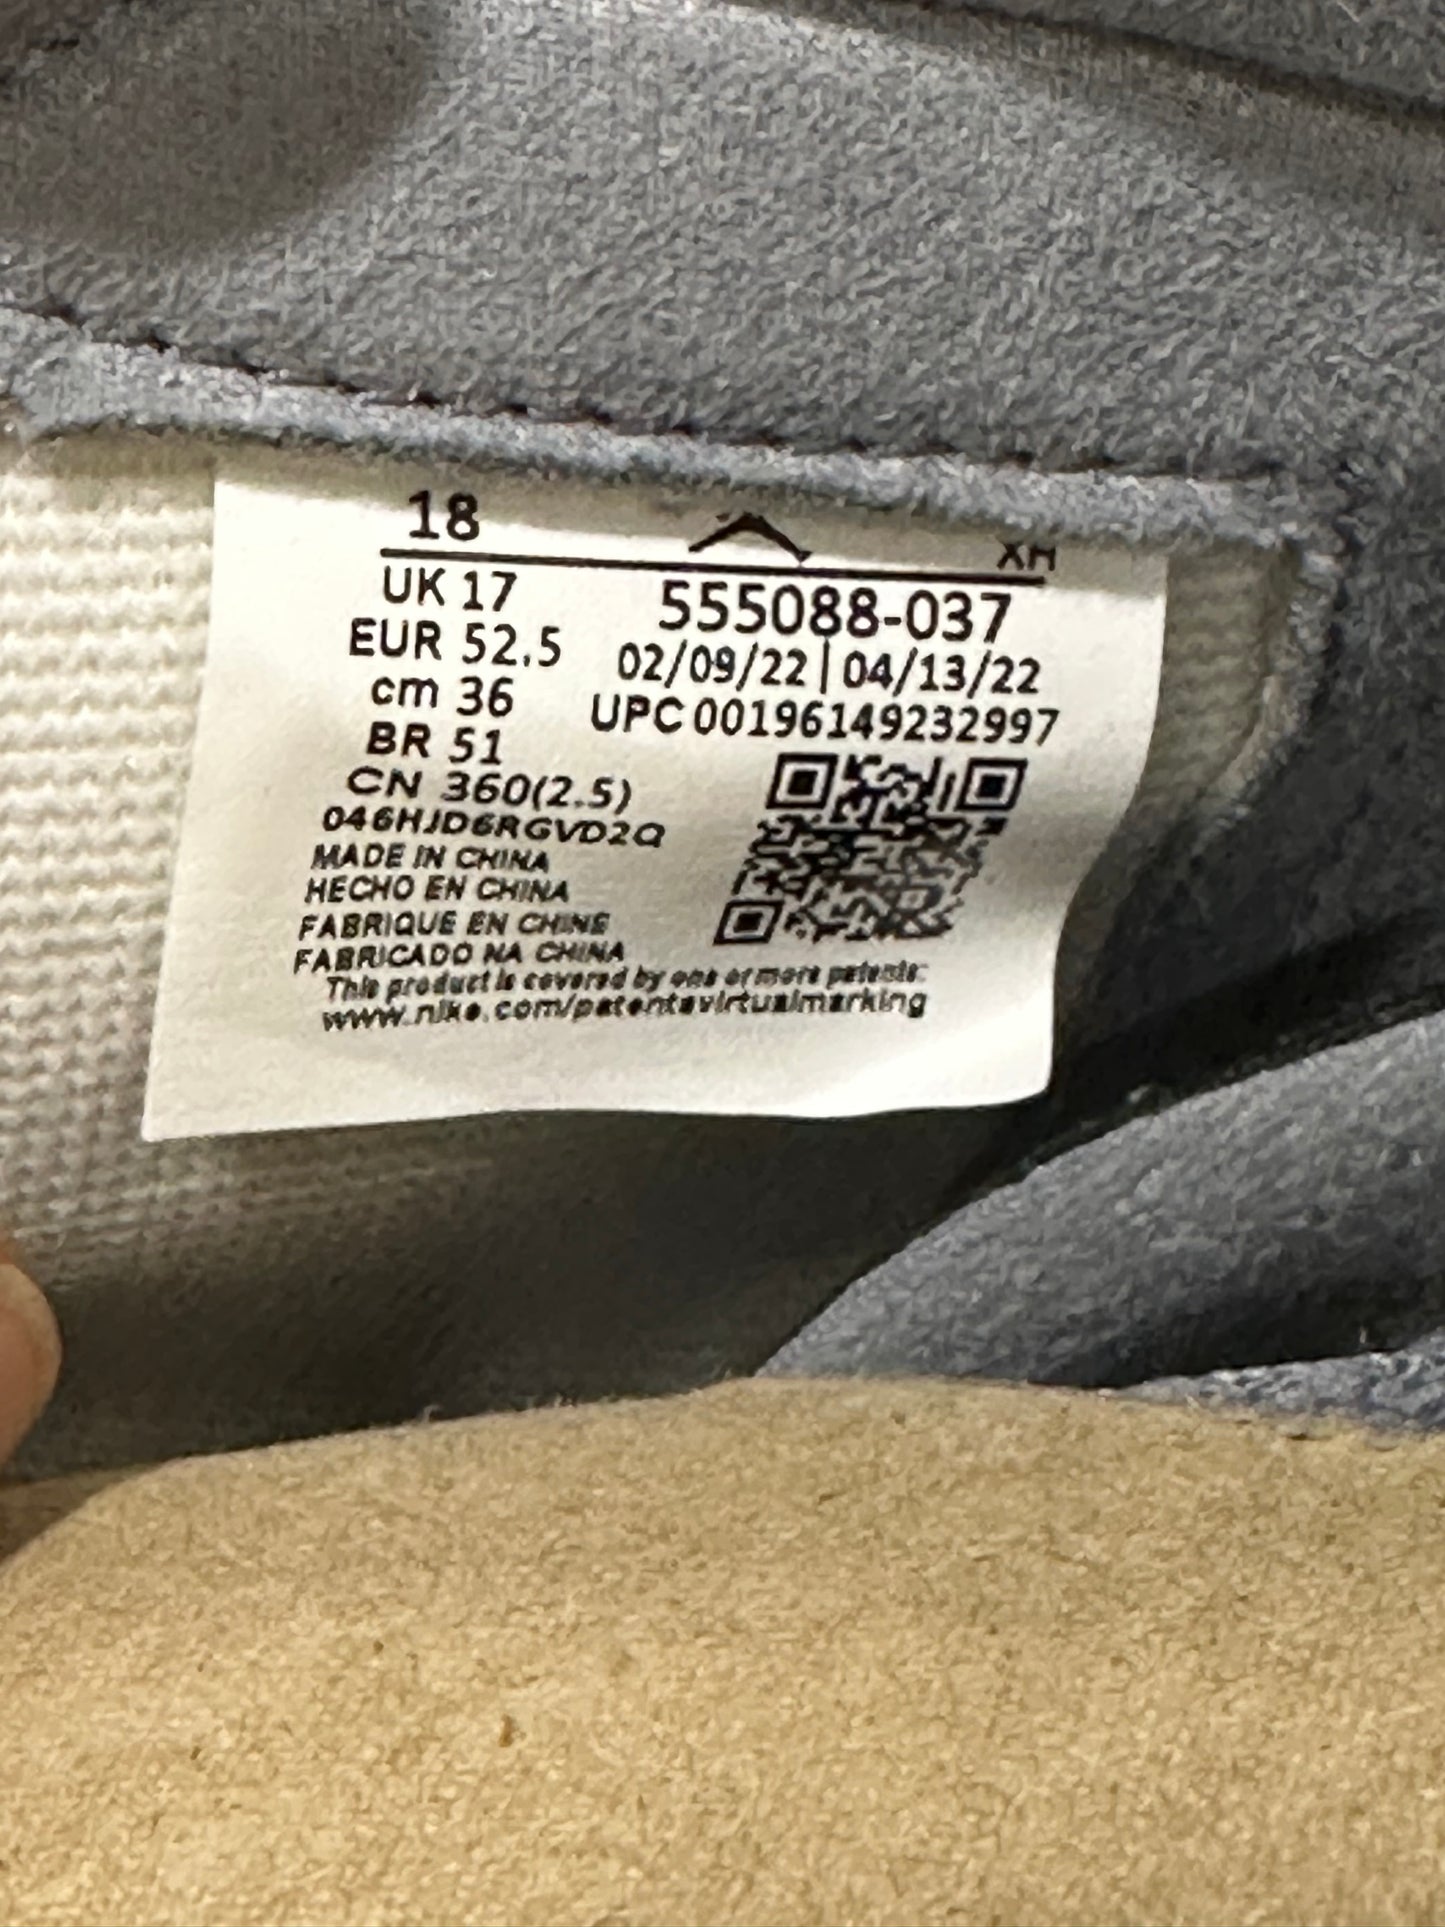 18 XH
UK 17
EUR 52.5
cm 36
BR 51
CN 360(2.5)
555088-037
02/09/22 | 04/13/22
UPC 00196149232997
046HJD6RGVD2Q
MADE IN CHINA
HECHO EN CHINA
FABRIQUE EN CHINE
FABRICADO NA CHINA
This product is covered by one or more patents:
www.nike.com/patentsvirtualmarking